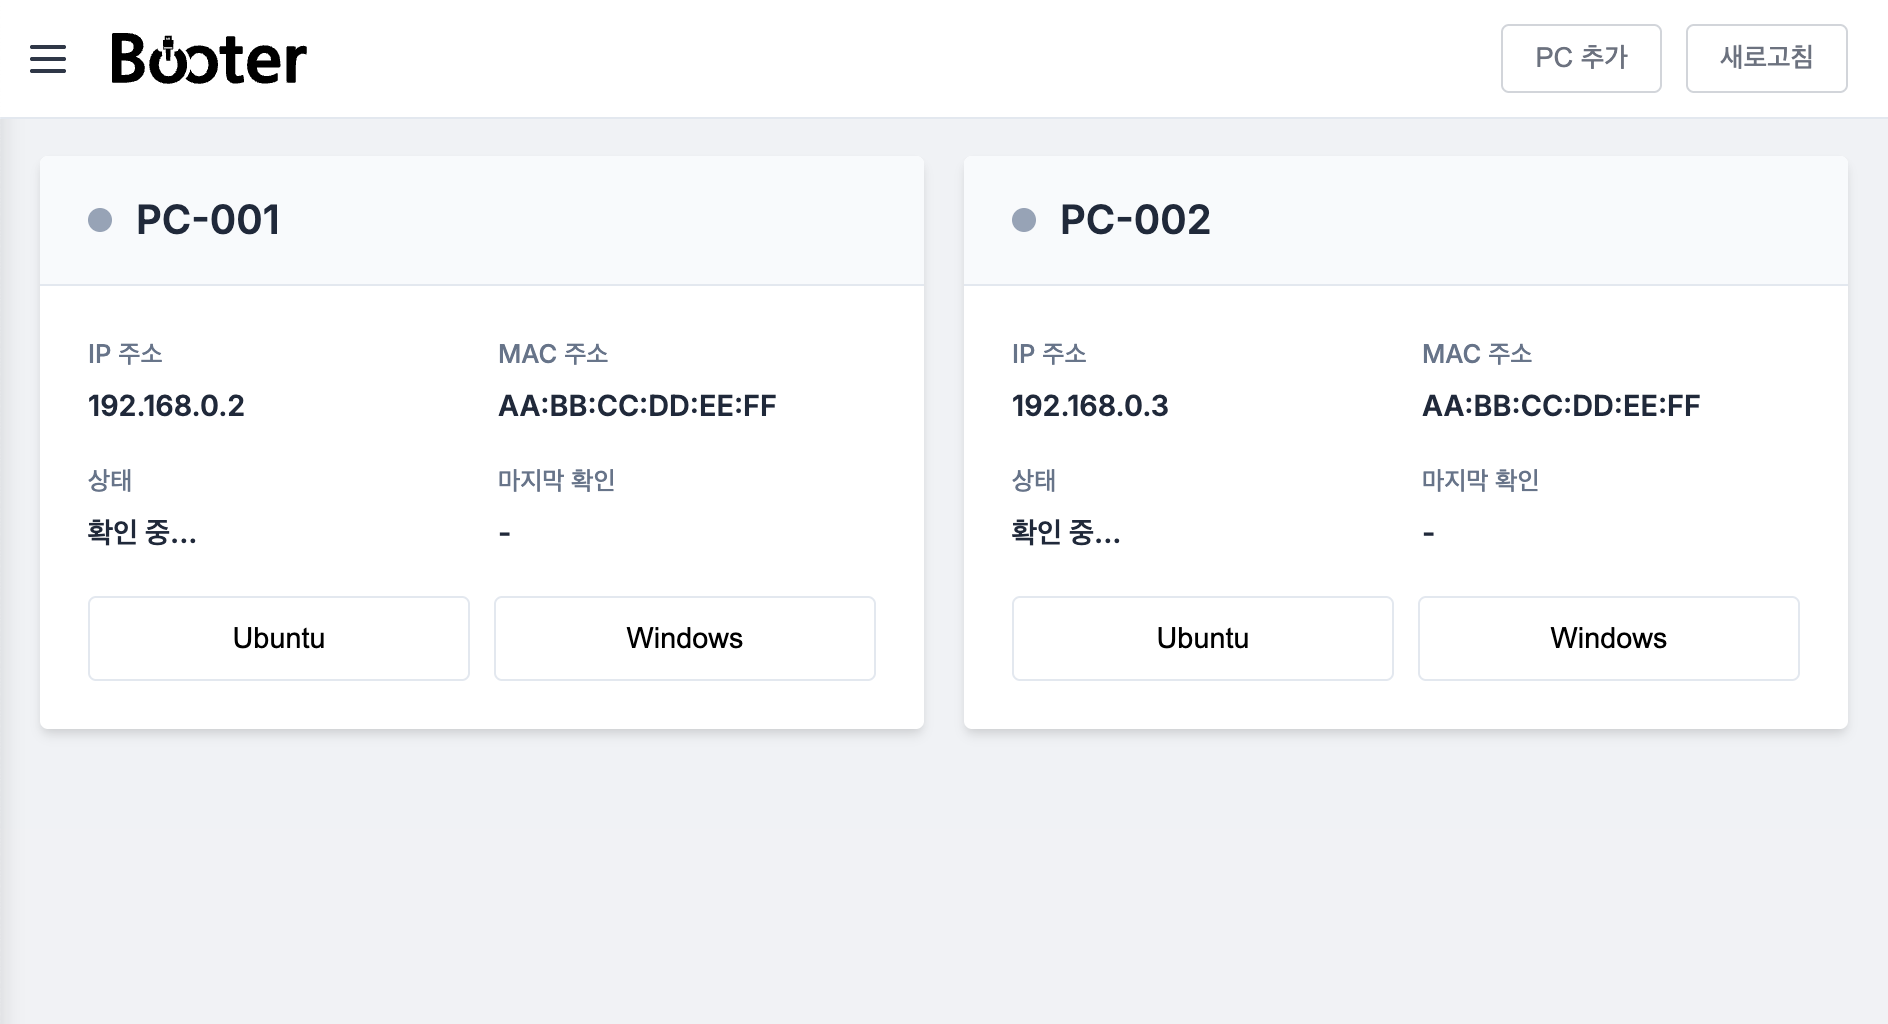 Booter
PC 추가 새로고침
PC-001
IP 주소 MAC 주소
192.168.0.2 AA:BB:CC:DD:EE:FF
상태 마지막 확인
확인 중... -
Ubuntu Windows
PC-002
IP 주소 MAC 주소
192.168.0.3 AA:BB:CC:DD:EE:FF
상태 마지막 확인
확인 중... -
Ubuntu Windows